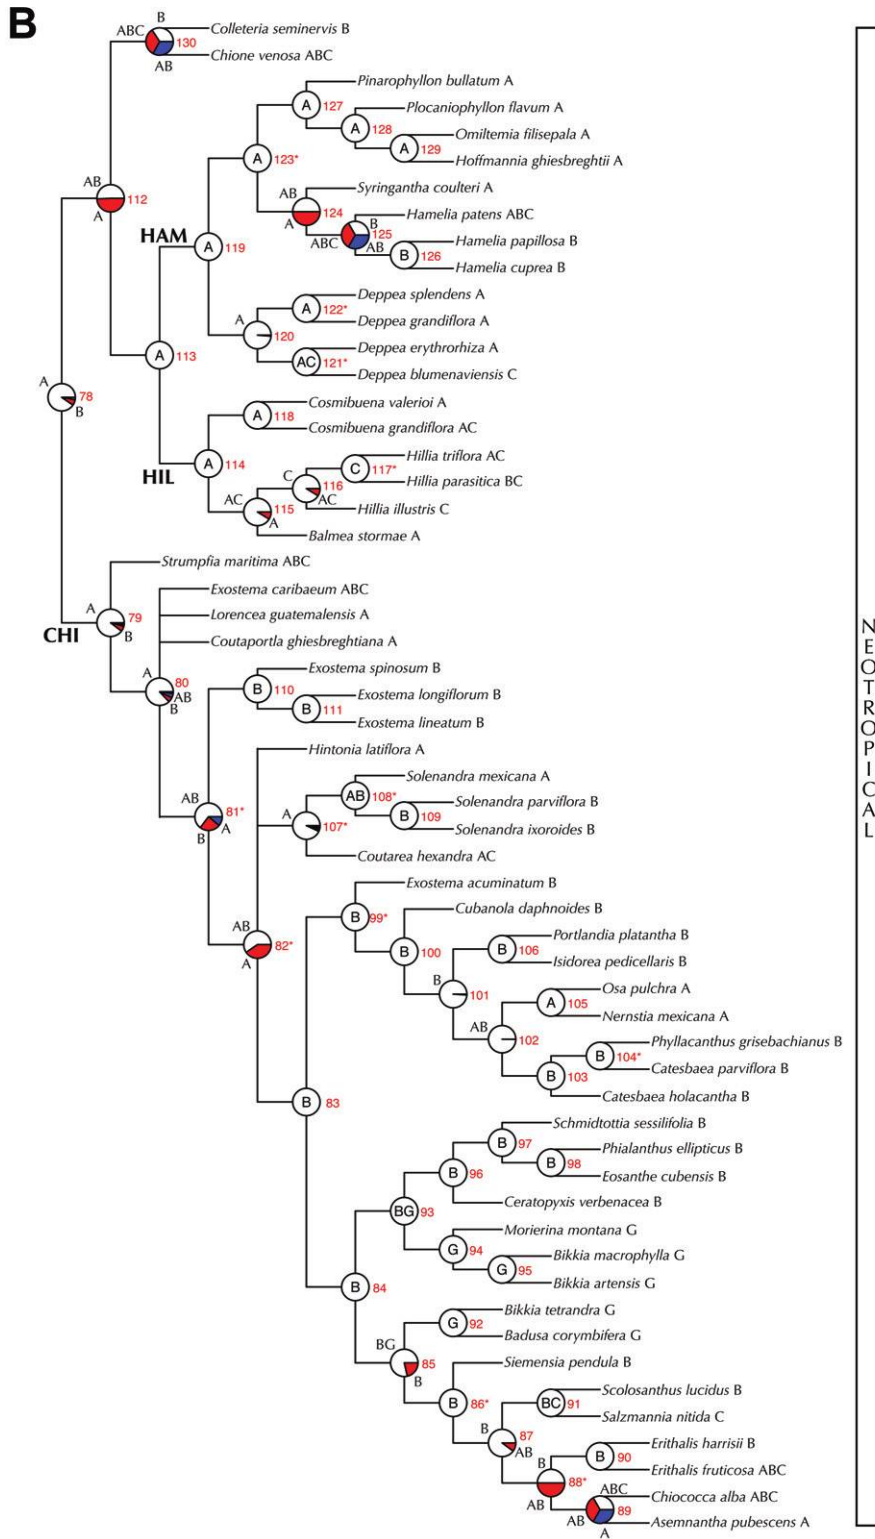 B
B
Colleteria seminervis B
ABC
130
Chione venosa ABC
AB
Pinarophyllon bullatum A
A 127
Plocaniophyllon flavum A
A 128
Omiltemia filisepala A
A 129
A 123*
Hoffmannia ghiesbreghtii A
AB
Syringantha coulteri A
AB
112
124
A
A
Hamelia patens ABC
B
ABC
125
AB
HAM
Hamelia papillosa B
A 119
B 126
Hamelia cuprea B
Deppea splendens A
A 122*
Deppea grandiflora A
A
120
Deppea erythrorhiza A
A 113
AC 121*
Deppea blumenaviensis C
A
78
B
Cosmibuena valerioi A
A 118
Cosmibuena grandiflora AC
A 114
HIL
Hillia triflora AC
C 117*
C
116
Hillia parasitica BC
AC
AC
115
Hillia illustris C
A
Balmea stormae A
Strumpfia maritima ABC
Exostema caribaeum ABC
A
79
B
Lorencea guatemalensis A
CHI
Coutaportla ghiesbreghtiana A
A
80
AB
B
Exostema spinosum B
B 110
Exostema longiflorum B
B 111
Exostema lineatum B
Hintonia latiflora A
Solenandra mexicana A
AB 108*
AB
81*
A
B
Solenandra parviflora B
B 109
A
107*
Solenandra ixoroides B
Coutarea hexandra AC
Exostema acuminatum B
B 99*
Cubanola daphnoides B
AB
82*
A
B 100
Portlandia platantha B
B 106
Isidorea pedicellaris B
B
101
Osa pulchra A
A 105
Nernstia mexicana A
AB
102
Phyllacanthus grisebachianus B
B 104*
Catesbaea parviflora B
B 103
Catesbaea holacantha B
B 83
Schmidtottia sessilifolia B
B 97
Phialanthus ellipticus B
B 98
B 96
Eosanthe cubensis B
Ceratopyxis verbenacea B
BG 93
Morierina montana G
G 94
Bikkia macrophylla G
G 95
Bikkia artensis G
B 84
Bikkia tetrandra G
G 92
Badusa corymbifera G
BG
85
B
Siemensia pendula B
B 86*
Scolosanthus lucidus B
BC 91
Salzmannia nitida C
B
87
AB
Erithalis harrisii B
B 90
Erithalis fruticosa ABC
B
88*
AB
Chiococca alba ABC
ABC
AB
89
A
Asemnantha pubescens A
NEOTROPICAL